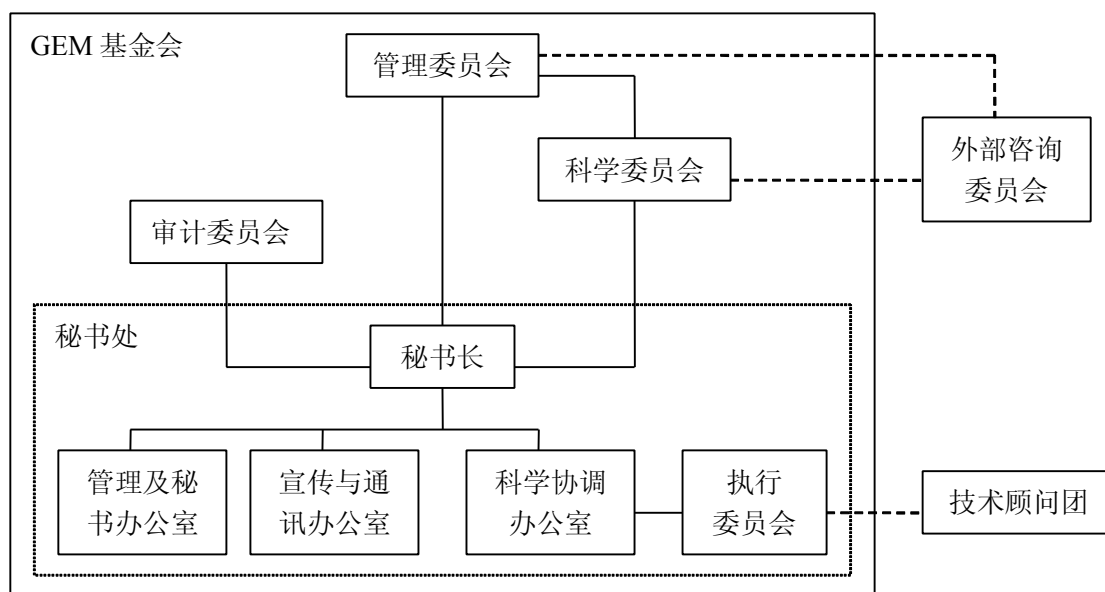 GEM 基金会
管理委员会
科学委员会
外部咨询
委员会
审计委员会
秘书处
秘书长
管理及秘
书办公室
宣传与通
讯办公室
科学协调
办公室
执行
委员会
技术顾问团